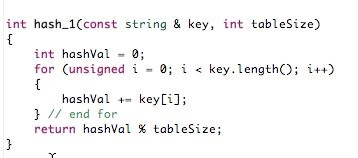 int hash_1(const string & key, int tableSize)
{
    int hashVal = 0;
    for (unsigned i = 0; i < key.length(); i++)
    {
        hashVal += key[i];
    } // end for
    return hashVal % tableSize;
}